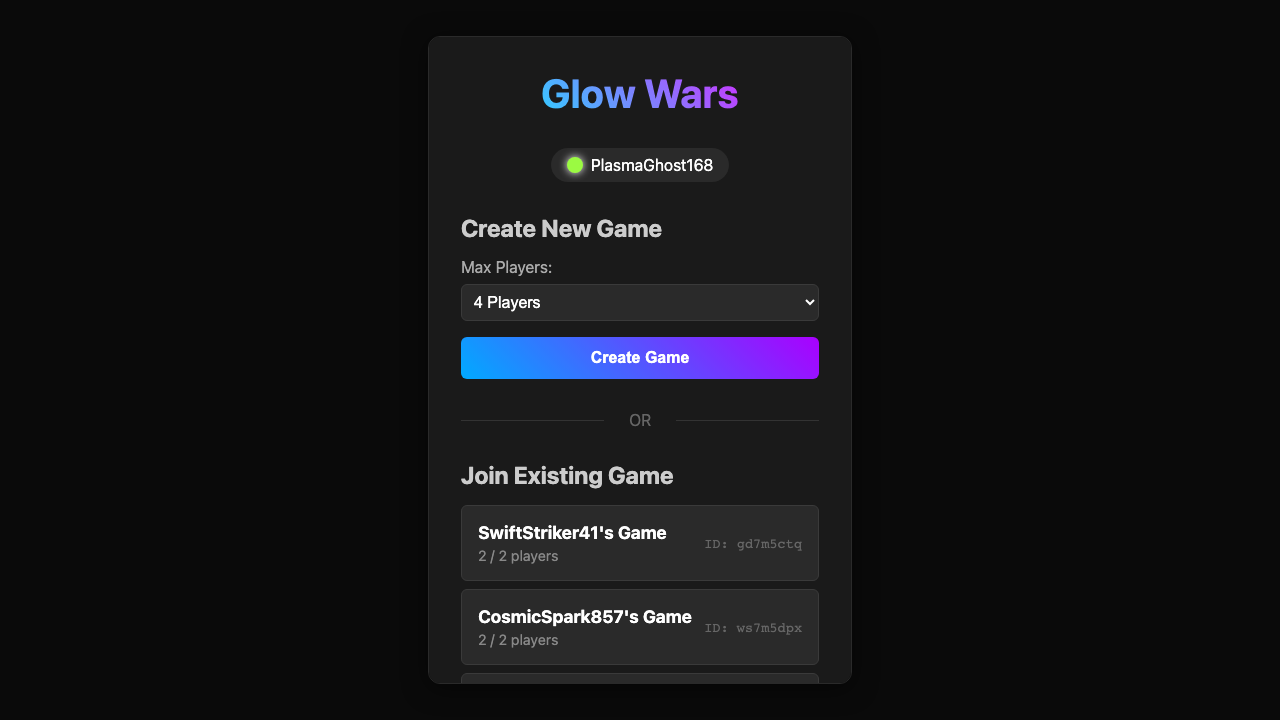 Glow Wars
PlasmaGhost168
Create New Game
Max Players:
4 Players
Create Game
OR
Join Existing Game
SwiftStriker41's Game
2 / 2 players
ID: gd7m5ctq
CosmicSpark857's Game
2 / 2 players
ID: ws7m5dpx